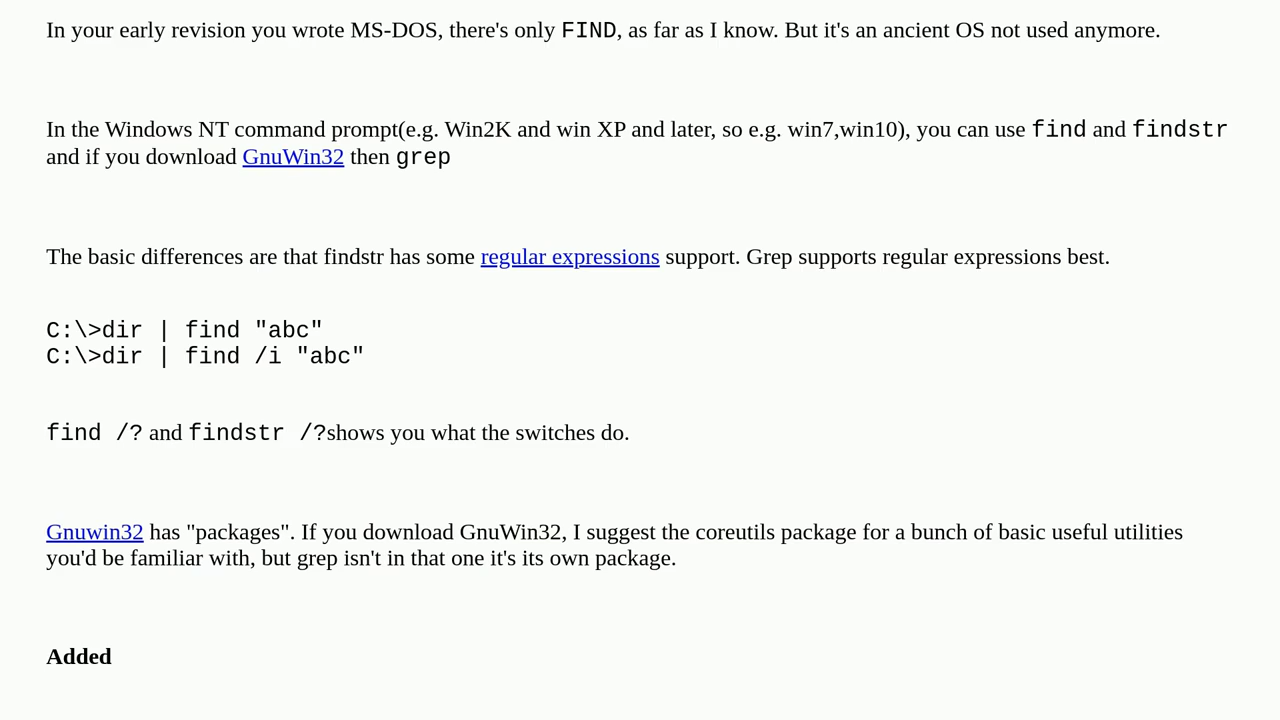 In your early revision you wrote MS-DOS, there's only FIND, as far as I know. But it's an ancient OS not used anymore.
In the Windows NT command prompt(e.g. Win2K and win XP and later, so e.g. win7,win10), you can use find and findstr
and if you download GnuWin32 then grep
The basic differences are that findstr has some regular expressions support. Grep supports regular expressions best.
C:\>dir | find "abc"
C:\>dir | find /i "abc"
find /? and findstr /?shows you what the switches do.
Gnuwin32 has "packages". If you download GnuWin32, I suggest the coreutils package for a bunch of basic useful utilities
you'd be familiar with, but grep isn't in that one it's its own package.
Added